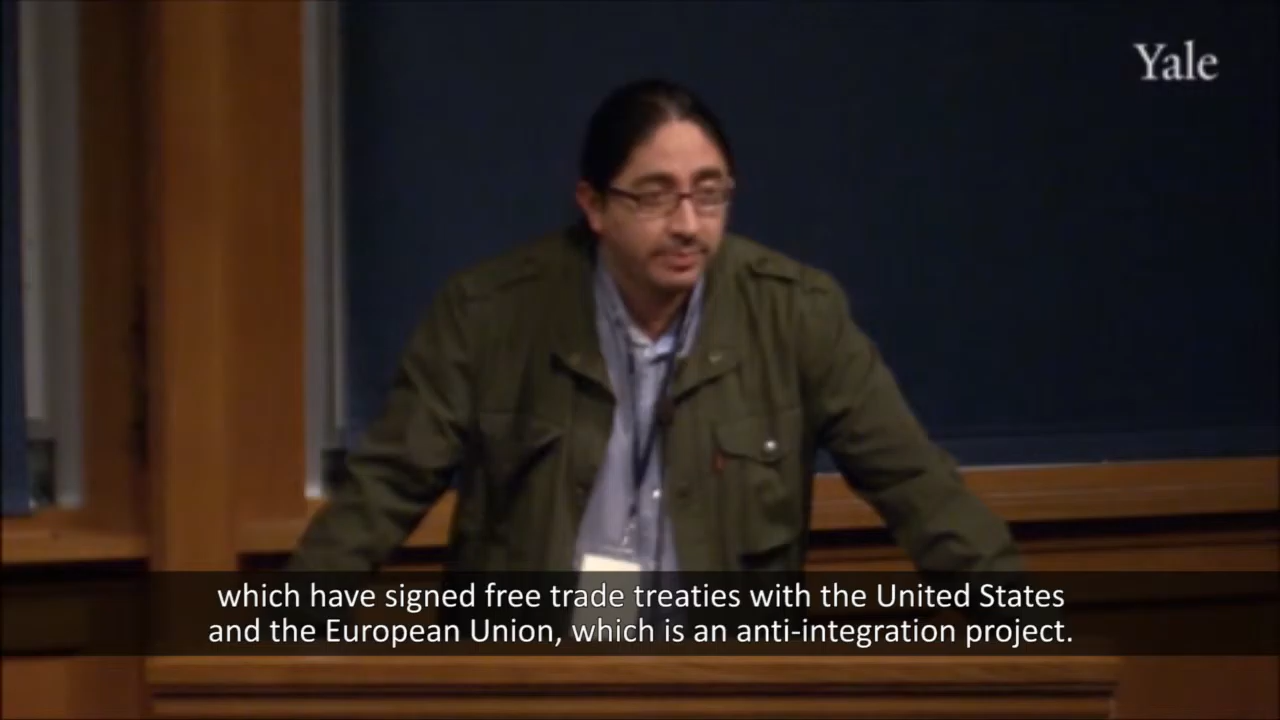 Yale
which have signed free trade treaties with the United States
and the European Union, which is an anti-integration project.